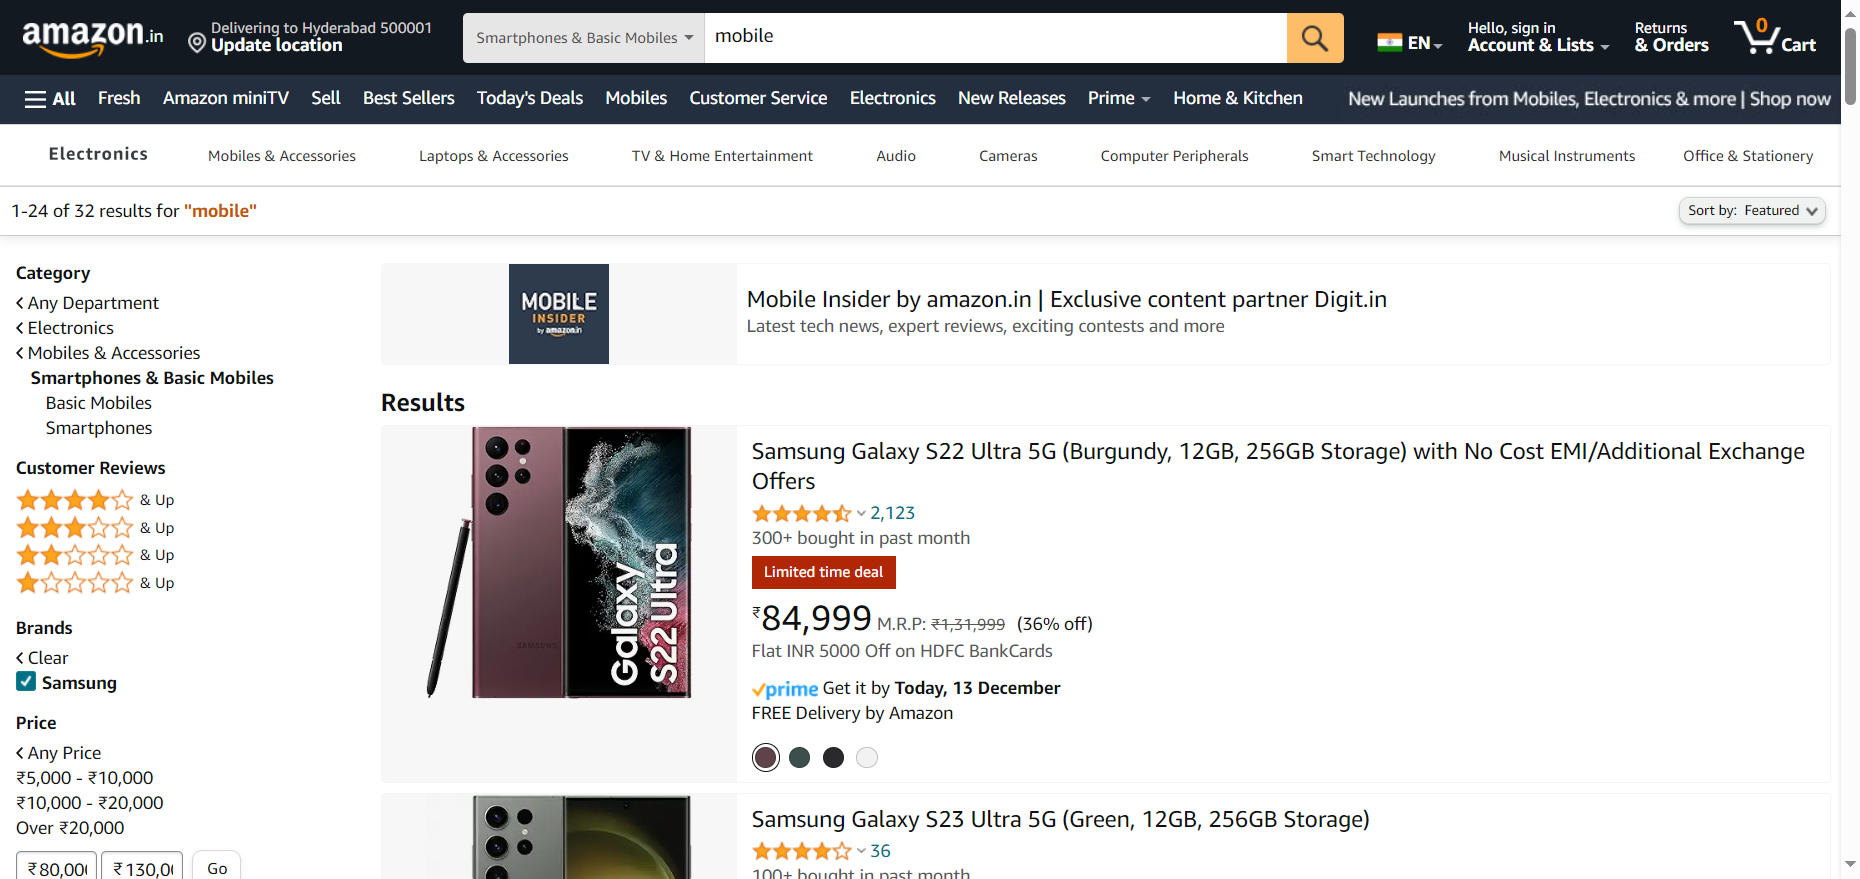 amazon.in
Delivering to Hyderabad 500001
Update location
Smartphones & Basic Mobiles
mobile
EN
Hello, sign in
Account & Lists
Returns
& Orders
0
Cart
All
Fresh
Amazon miniTV
Sell
Best Sellers
Today's Deals
Mobiles
Customer Service
Electronics
New Releases
Prime
Home & Kitchen
New Launches from Mobiles, Electronics & more | Shop now
Electronics
Mobiles & Accessories
Laptops & Accessories
TV & Home Entertainment
Audio
Cameras
Computer Peripherals
Smart Technology
Musical Instruments
Office & Stationery
1-24 of 32 results for "mobile"
Sort by: Featured
Category
Any Department
Electronics
Mobiles & Accessories
Smartphones & Basic Mobiles
Basic Mobiles
Smartphones
Customer Reviews
& Up
& Up
& Up
& Up
Brands
Clear
Samsung
Price
Any Price
₹5,000 - ₹10,000
₹10,000 - ₹20,000
Over ₹20,000
₹80,000
₹130,00
Go
MOBILE
INSIDER
by amazon.in
Mobile Insider by amazon.in | Exclusive content partner Digit.in
Latest tech news, expert reviews, exciting contests and more
Results
SAMSUNG
Galaxy
S22 Ultra
Samsung Galaxy S22 Ultra 5G (Burgundy, 12GB, 256GB Storage) with No Cost EMI/Additional Exchange
Offers
2,123
300+ bought in past month
Limited time deal
₹84,999 M.R.P: ₹1,31,999 (36% off)
Flat INR 5000 Off on HDFC BankCards
prime Get it by Today, 13 December
FREE Delivery by Amazon
Samsung Galaxy S23 Ultra 5G (Green, 12GB, 256GB Storage)
36
100+ bought in past month